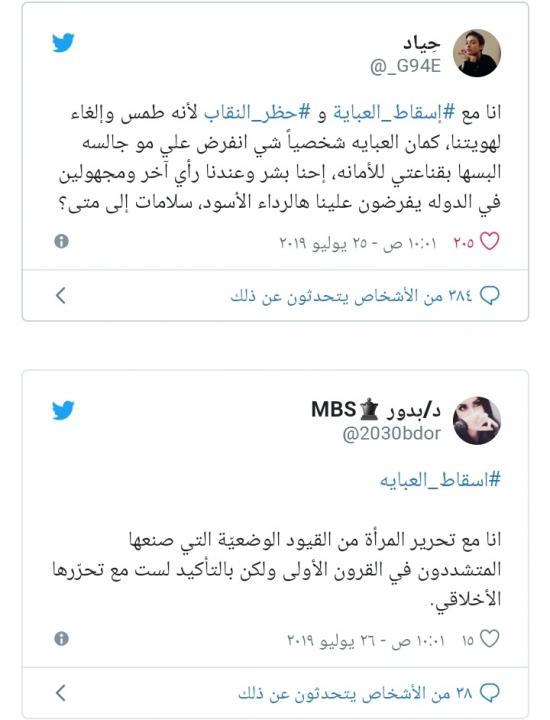 حِياد
@_G94E
انا مع #إسقاط_العباية و #حظر_النقاب لأنه طمس وإلغاء
لهويتنا، كمان العبايه شخصياً شي انفرض علي مو جالسه
البسها بقناعتي للأمانه، إحنا بشر وعندنا رأي آخر ومجهولين
في الدوله يفرضون علينا هالرداء الأسود، سلامات إلى متى؟
٢٠٥ ١٠:٠١ ص - ٢٥ يوليو ٢٠١٩
٣٨٤ من الأشخاص يتحدثون عن ذلك
د/بدور MBS
@2030bdor
#اسقاط_العبايه
انا مع تحرير المرأة من القيود الوضعيّة التي صنعها
المتشددون في القرون الأولى ولكن بالتأكيد لست مع تحرّرها
الأخلاقي.
١٥ ١٠:٠١ ص - ٢٦ يوليو ٢٠١٩
٣٨ من الأشخاص يتحدثون عن ذلك